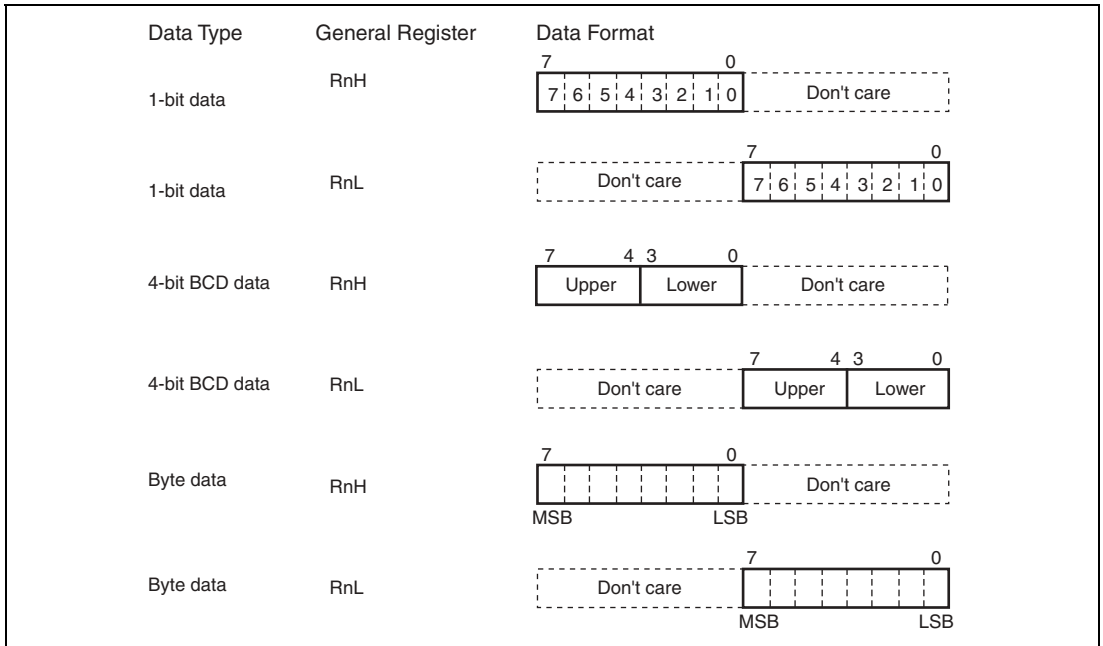 Data Type General Register Data Format
7 0
1-bit data RnH 7 6 5 4 3 2 1 0 Don't care
7 0
1-bit data RnL Don't care 7 6 5 4 3 2 1 0
7 4 3 0
4-bit BCD data RnH Upper Lower Don't care
7 4 3 0
4-bit BCD data RnL Don't care Upper Lower
7 0
Byte data RnH Don't care
MSB LSB
7 0
Byte data RnL Don't care
MSB LSB